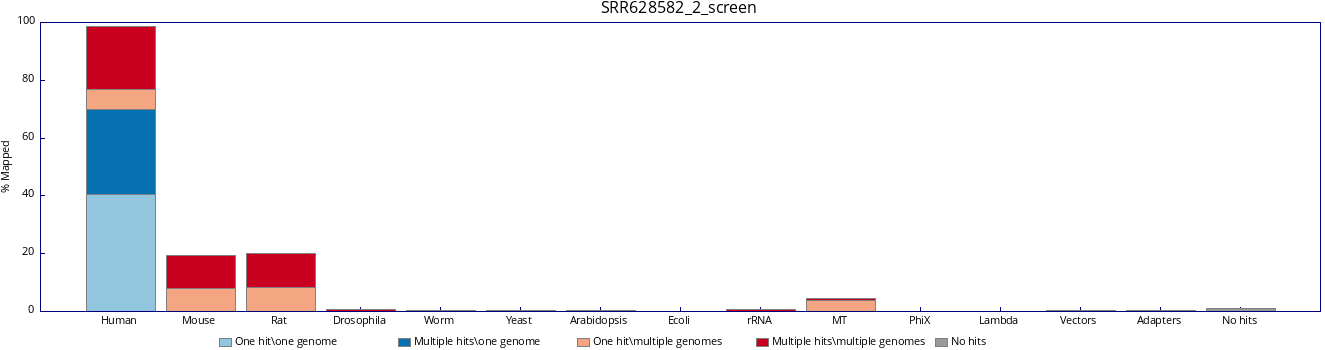 SRR628582_2_screen
100
80
60
40
20
0
% Mapped
Human Mouse Rat Drosophila Worm Yeast Arabidopsis Ecoli rRNA MT PhiX Lambda Vectors Adapters No hits
One hit\one genome Multiple hits\one genome One hit\multiple genomes Multiple hits\multiple genomes No hits